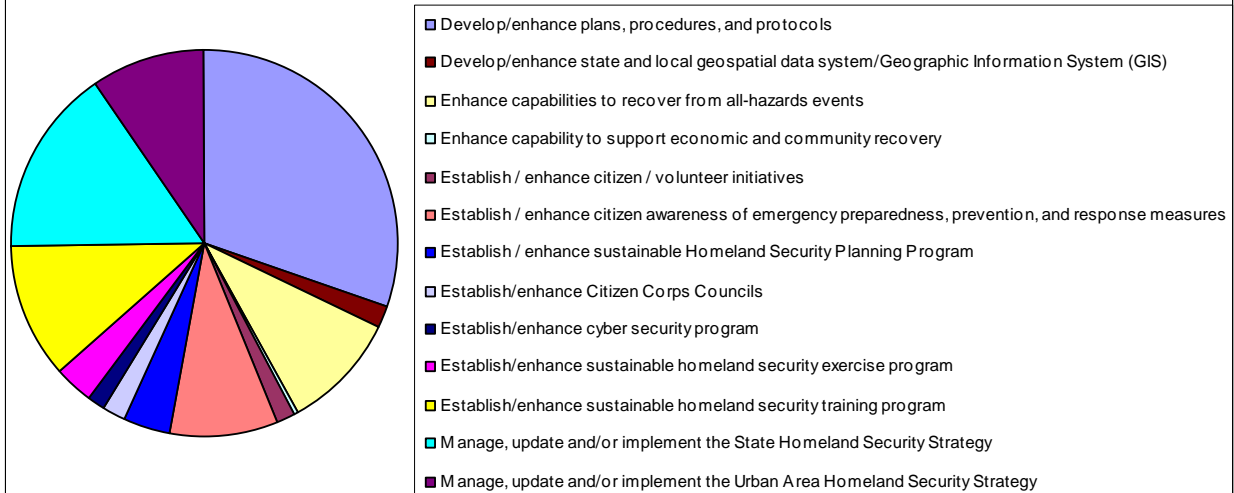 Develop/enhance plans, procedures, and protocols
Develop/enhance state and local geospatial data system/Geographic Information System (GIS)
Enhance capabilities to recover from all-hazards events
Enhance capability to support economic and community recovery
Establish / enhance citizen / volunteer initiatives
Establish / enhance citizen awareness of emergency preparedness, prevention, and response measures
Establish / enhance sustainable Homeland Security Planning Program
Establish/enhance Citizen Corps Councils
Establish/enhance cyber security program
Establish/enhance sustainable homeland security exercise program
Establish/enhance sustainable homeland security training program
Manage, update and/or implement the State Homeland Security Strategy
Manage, update and/or implement the Urban Area Homeland Security Strategy